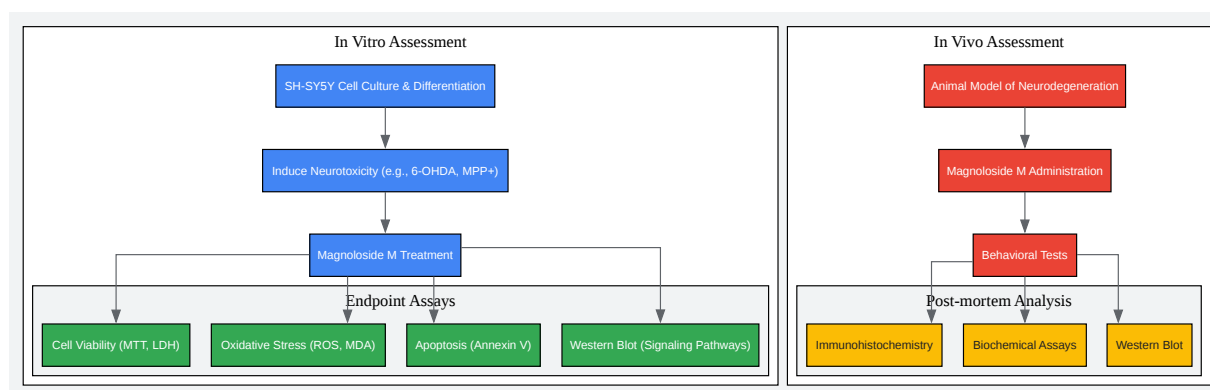 In Vitro Assessment
SH-SY5Y Cell Culture & Differentiation
Induce Neurotoxicity (e.g., 6-OHDA, MPP+)
Magnoloside M Treatment
Endpoint Assays
Cell Viability (MTT, LDH)
Oxidative Stress (ROS, MDA)
Apoptosis (Annexin V)
Western Blot (Signaling Pathways)
In Vivo Assessment
Animal Model of Neurodegeneration
Magnoloside M Administration
Behavioral Tests
Post-mortem Analysis
Immunohistochemistry
Biochemical Assays
Western Blot